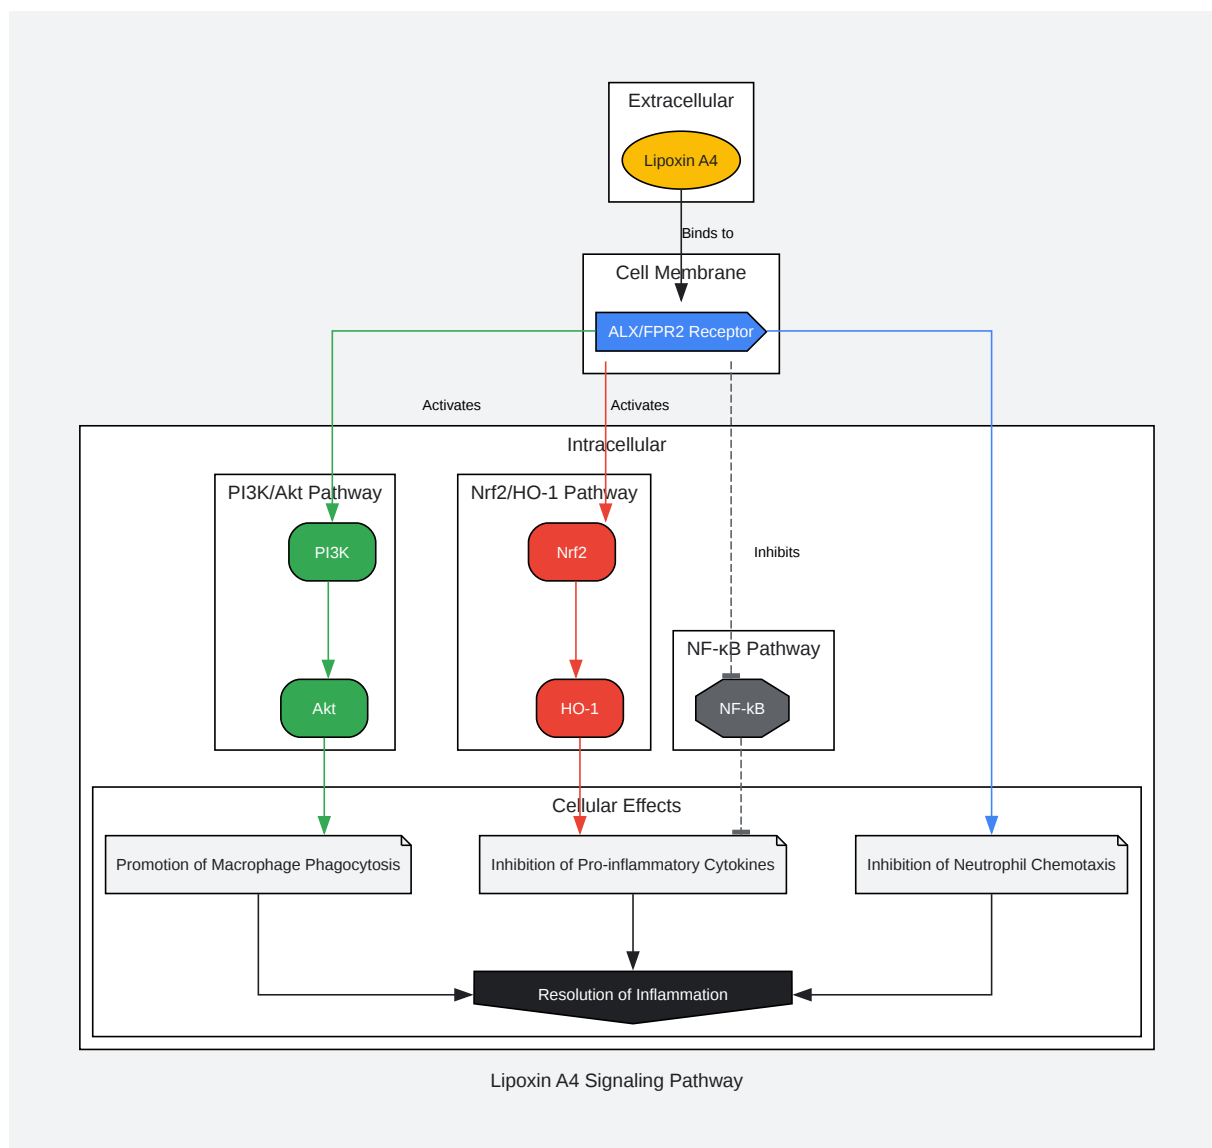 Extracellular
Lipoxin A4
Binds to
Cell Membrane
ALX/FPR2 Receptor
Activates
Activates
Intracellular
PI3K/Akt Pathway
Nrf2/HO-1 Pathway
PI3K
Nrf2
Inhibits
NF-κB Pathway
Akt
HO-1
NF-kB
Cellular Effects
Promotion of Macrophage Phagocytosis
Inhibition of Pro-inflammatory Cytokines
Inhibition of Neutrophil Chemotaxis
Resolution of Inflammation
Lipoxin A4 Signaling Pathway